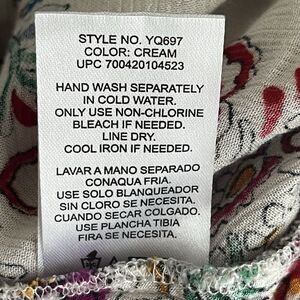 STYLE NO. YQ697
COLOR: CREAM
UPC 700420104523
HAND WASH SEPARATELY
IN COLD WATER.
ONLY USE NON-CHLORINE
BLEACH IF NEEDED.
LINE DRY.
COOL IRON IF NEEDED.
LAVAR A MANO SEPARADO
CONAQUA FRIA.
USE SOLO BLANQUEADOR
SIN CLORO SE NECESITA.
CUANDO SECAR COLGADO.
USE PLANCHA TIBIA
FIRA SE NECESITA.